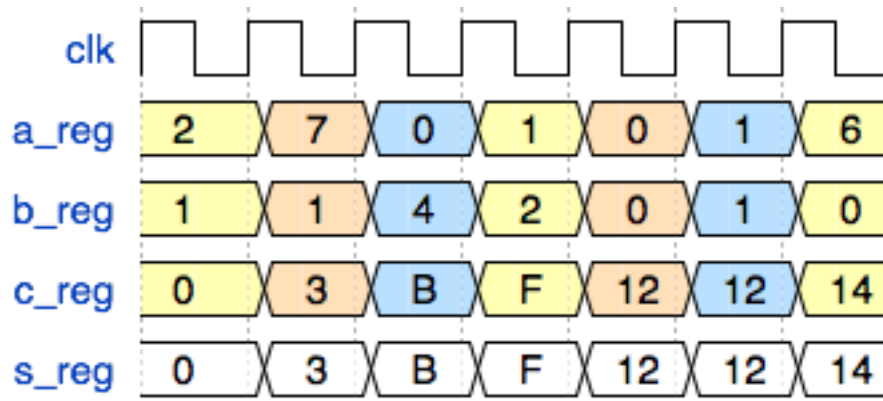 clk
a_reg 2 7 0 1 0 1 6
b_reg 1 1 4 2 0 1 0
c_reg 0 3 B F 12 12 14
s_reg 0 3 B F 12 12 14